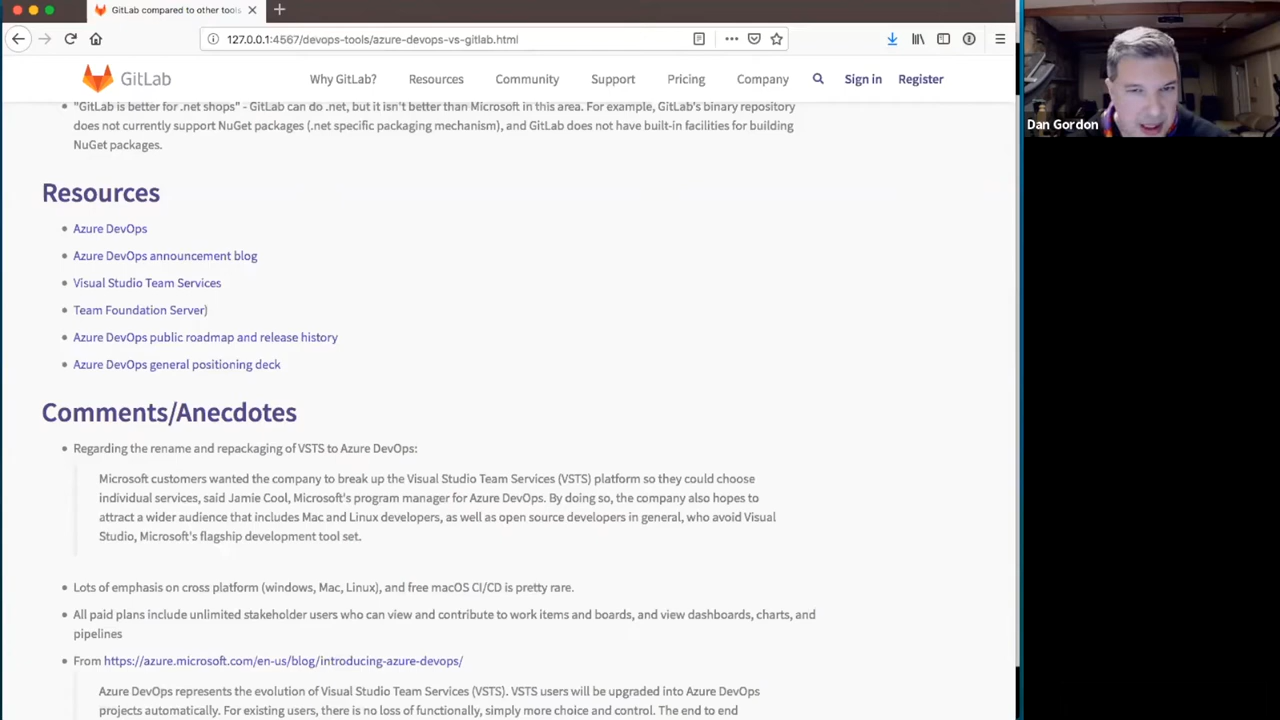 GitLab compared to other tools
127.0.0.1:4567/devops-tools/azure-devops-vs-gitlab.html
GitLab
Why GitLab?
Resources
Community
Support
Pricing
Company
Sign in
Register
Dan Gordon
"GitLab is better for .net shops" - GitLab can do .net, but it isn't better than Microsoft in this area. For example, GitLab's binary repository
does not currently support NuGet packages (.net specific packaging mechanism), and GitLab does not have built-in facilities for building
NuGet packages.
Resources
Azure DevOps
Azure DevOps announcement blog
Visual Studio Team Services
Team Foundation Server)
Azure DevOps public roadmap and release history
Azure DevOps general positioning deck
Comments/Anecdotes
Regarding the rename and repackaging of VSTS to Azure DevOps:
Microsoft customers wanted the company to break up the Visual Studio Team Services (VSTS) platform so they could choose
individual services, said Jamie Cool, Microsoft's program manager for Azure DevOps. By doing so, the company also hopes to
attract a wider audience that includes Mac and Linux developers, as well as open source developers in general, who avoid Visual
Studio, Microsoft's flagship development tool set.
Lots of emphasis on cross platform (windows, Mac, Linux), and free macOS CI/CD is pretty rare.
All paid plans include unlimited stakeholder users who can view and contribute to work items and boards, and view dashboards, charts, and
pipelines
From https://azure.microsoft.com/en-us/blog/introducing-azure-devops/
Azure DevOps represents the evolution of Visual Studio Team Services (VSTS). VSTS users will be upgraded into Azure DevOps
projects automatically. For existing users, there is no loss of functionally, simply more choice and control. The end to end